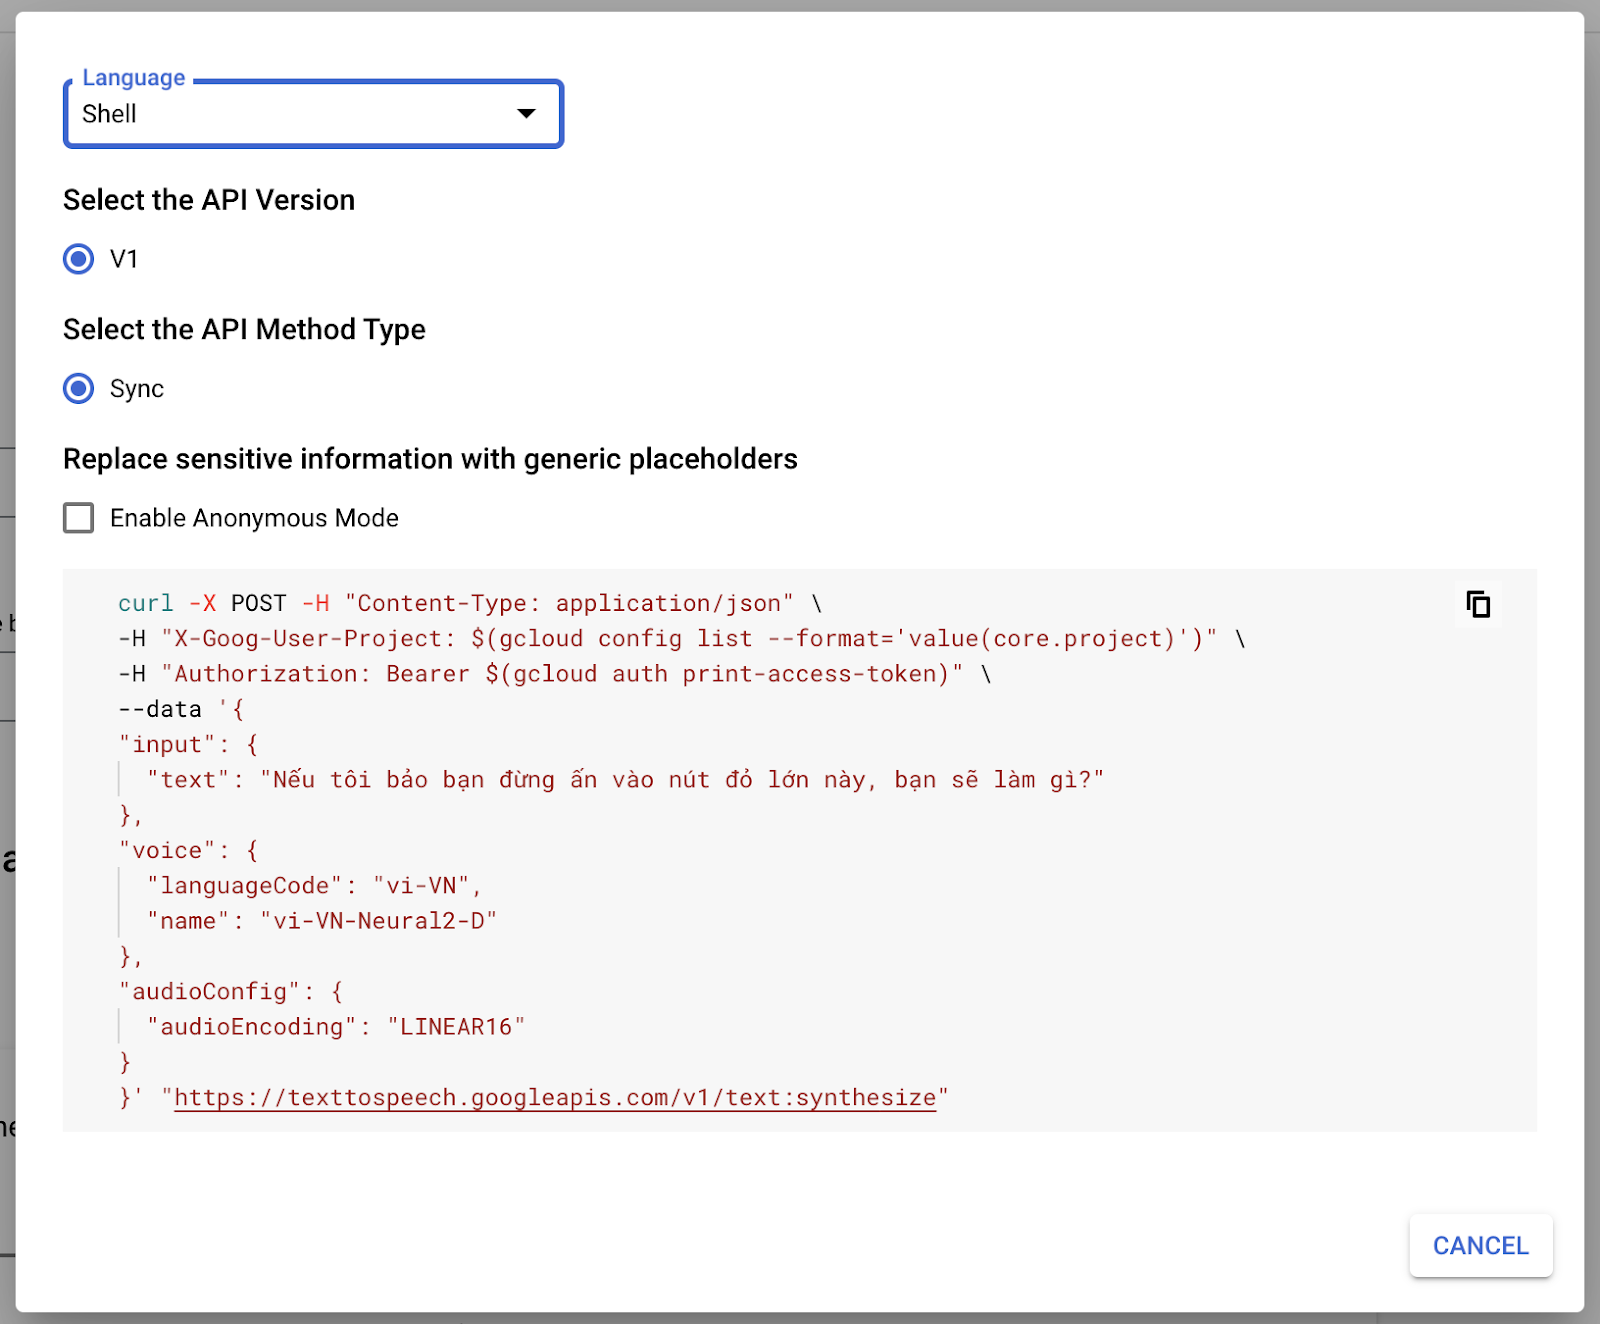 Language
Shell
Select the API Version
V1
Select the API Method Type
Sync
Replace sensitive information with generic placeholders
Enable Anonymous Mode
curl -X POST -H "Content-Type: application/json" \
-H "X-Goog-User-Project: $(gcloud config list --format='value(core.project)')" \
-H "Authorization: Bearer $(gcloud auth print-access-token)" \
--data '{
"input": {
"text": "Nếu tôi bảo bạn đừng ấn vào nút đỏ lớn này, bạn sẽ làm gì?"
},
"voice": {
"languageCode": "vi-VN",
"name": "vi-VN-Neural2-D"
},
"audioConfig": {
"audioEncoding": "LINEAR16"
}
}' "https://texttospeech.googleapis.com/v1/text:synthesize"
CANCEL